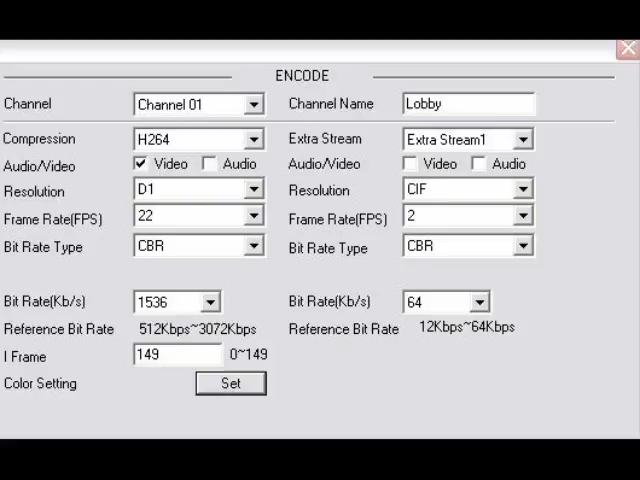 ENCODE
Channel Channel 01 Channel Name Lobby
Compression H264 Extra Stream Extra Stream1
Audio/Video Video Audio Audio/Video Video Audio
Resolution D1 Resolution CIF
Frame Rate(FPS) 22 Frame Rate(FPS) 2
Bit Rate Type CBR Bit Rate Type CBR
Bit Rate(Kb/s) 1536 Bit Rate(Kb/s) 64
Reference Bit Rate 512Kbps~3072Kbps Reference Bit Rate 12Kbps~64Kbps
I Frame 149 0~149
Color Setting Set